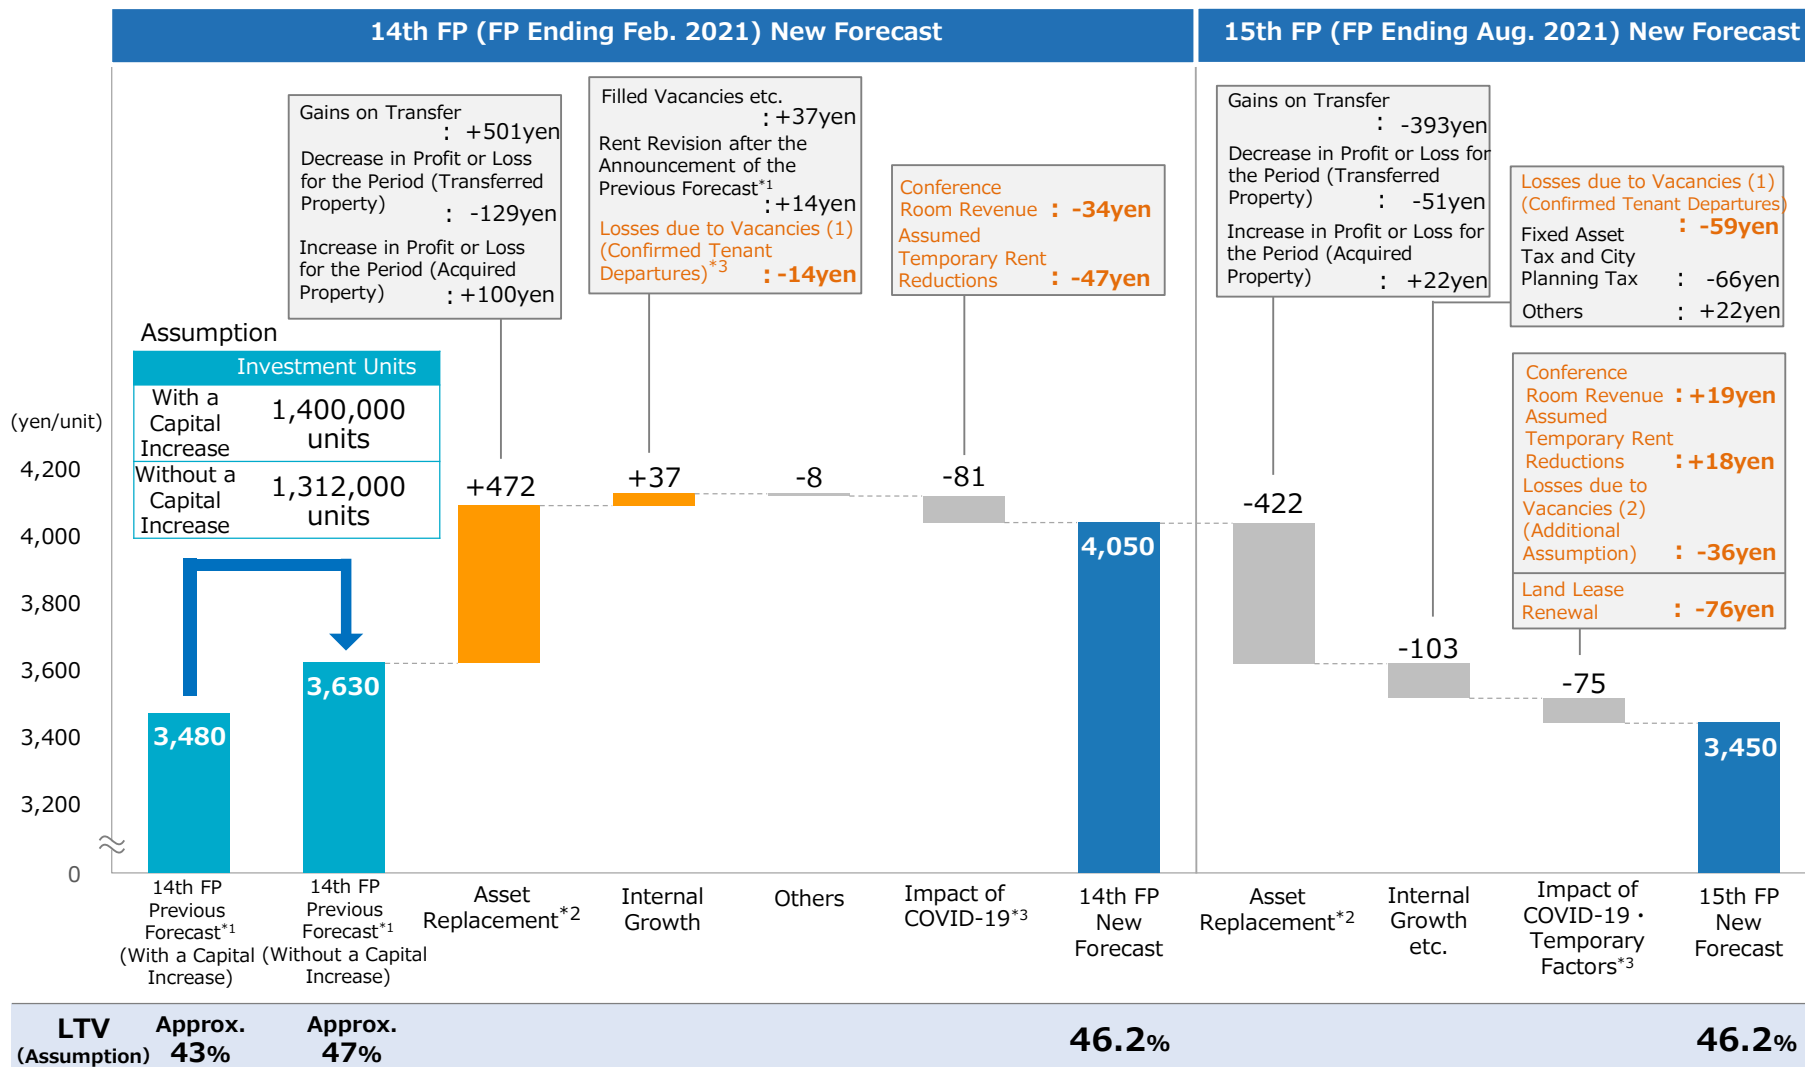 14th FP (FP Ending Feb. 2021) New Forecast
15th FP (FP Ending Aug. 2021) New Forecast
Gains on Transfer
: +501yen
Decrease in Profit or Loss
for the Period (Transferred
Property)
: -129yen
Increase in Profit or Loss
for the Period (Acquired
Property)
: +100yen
Filled Vacancies etc.
: +37yen
Rent Revision after the
Announcement of the
Previous Forecast*1
: +14yen
Losses due to Vacancies (1)
(Confirmed Tenant
Departures)*3 : -14yen
Conference
Room Revenue : -34yen
Assumed
Temporary Rent
Reductions : -47yen
Gains on Transfer
: -393yen
Decrease in Profit or Loss for
the Period (Transferred
Property) : -51yen
Increase in Profit or Loss for
the Period (Acquired
Property) : +22yen
Losses due to Vacancies (1)
(Confirmed Tenant Departures)
: -59yen
Fixed Asset
Tax and City
Planning Tax : -66yen
Others : +22yen
Conference
Room Revenue : +19yen
Assumed
Temporary Rent
Reductions : +18yen
Losses due to
Vacancies (2)
(Additional
Assumption) : -36yen
Land Lease
Renewal : -76yen
Assumption
Investment Units
With a
Capital
Increase
1,400,000
units
Without a
Capital
Increase
1,312,000
units
(yen/unit)
4,200
4,000
3,800
3,600
3,400
3,200
0
3,480
3,630
+472
+37
-8
-81
4,050
-422
-103
-75
3,450
14th FP
Previous
Forecast*1
(With a Capital
Increase)
14th FP
Previous
Forecast*1
(Without a Capital
Increase)
Asset
Replacement*2
Internal
Growth
Others
Impact of
COVID-19*3
14th FP
New
Forecast
Asset
Replacement*2
Internal
Growth
etc.
Impact of
COVID-19・
Temporary
Factors*3
15th FP
New
Forecast
LTV
(Assumption)
Approx.
43%
Approx.
47%
46.2%
46.2%